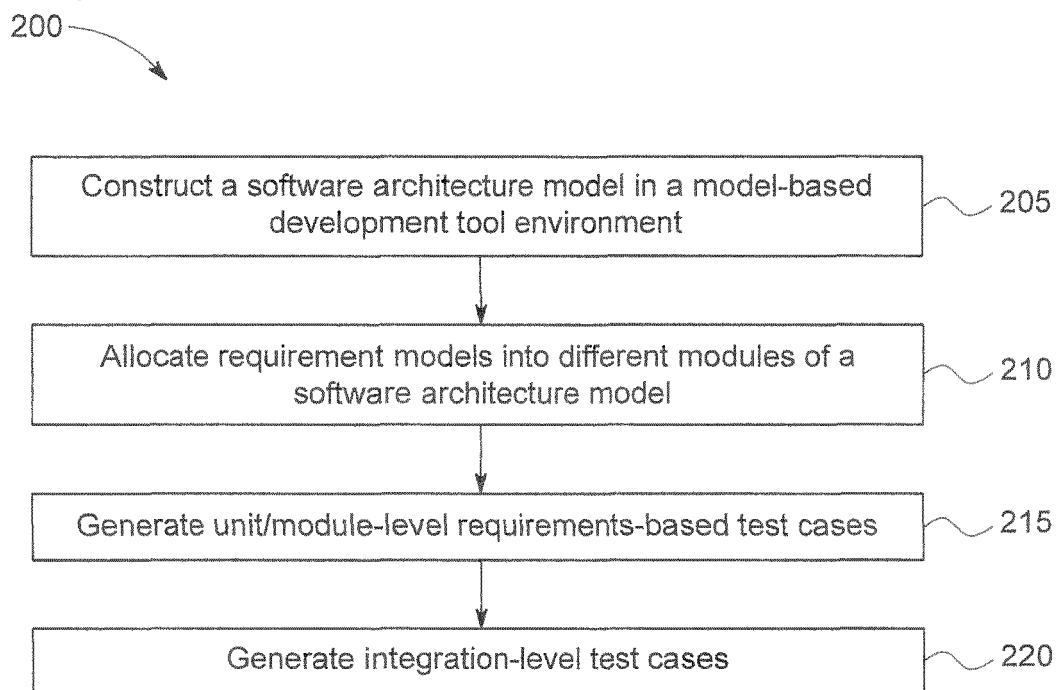 200
Construct a software architecture model in a model-based
development tool environment
205
Allocate requirement models into different modules of a
software architecture model
210
Generate unit/module-level requirements-based test cases
215
Generate integration-level test cases
220